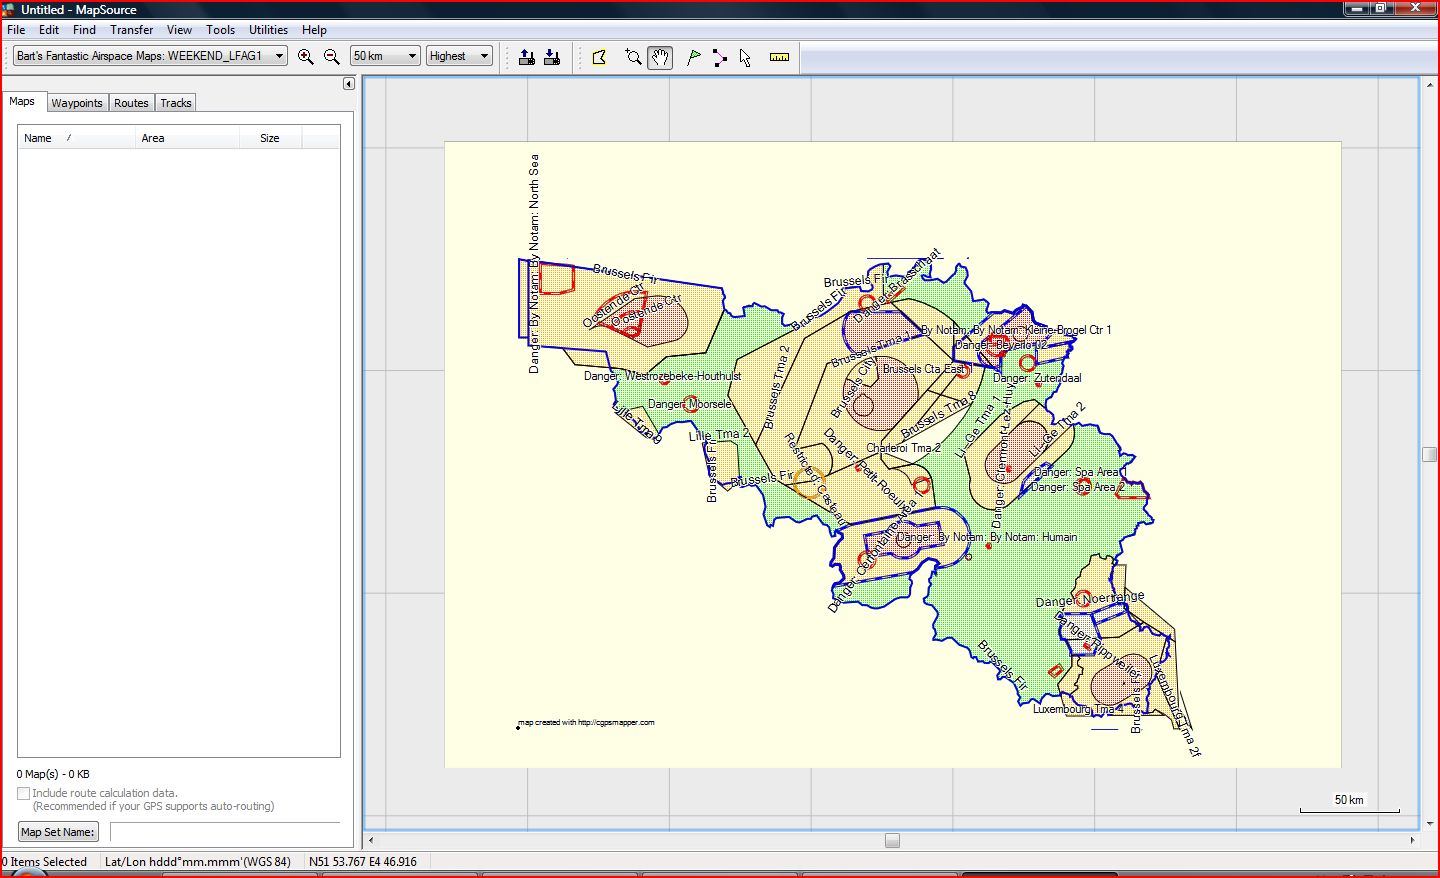 Untitled - MapSource
File Edit Find Transfer View Tools Utilities Help
Bart's Fantastic Airspace Maps: WEEKEND_LFAG1
50 km
Highest
Maps
Waypoints
Routes
Tracks
Name / Area Size
Danger: By Notam: By Notam: North Sea
Brussels Fir
Oostende Ctr
Oostende Ctr
Brussels Fir
Brussels Fir
Danger: Brasschaat
By Notam: By Notam: Kleine-Brogel Ctr 1
Danger: Beverlo 02
Brussels Tma 1
Brussels Tma 2
Brussels City
Brussels Cta East
Danger: Zutendaal
Danger: Westrozebeke-Houthulst
Danger: Moorsele
Lille Tma 9
Lille Tma 2
Brussels Tma 8
Li_Ge Tma 1
Danger: Clermont-Lez-Huy
Li_Ge Tma 2
Charleroi Tma 2
Brussels Fir
Brussels Fir
Restricted: Casteau
Danger: Petit-Roeulx
Danger: Spa Area
Danger: Spa Area 2
Danger: Cerfontaine Area 1
Danger: By Notam: By Notam: Humain
Danger: Noertrange
Danger: Rippweiler
Brussels Fir
Luxembourg Tma 4
Brussels Fir
Luxembourg Tma 2f
map created with http://cgpsmapper.com
50 km
0 Map(s) - 0 KB
Include route calculation data.
(Recommended if your GPS supports auto-routing)
Map Set Name:
0 Items Selected
Lat/Lon hddd°mm.mmm'(WGS 84)
N51 53.767 E4 46.916